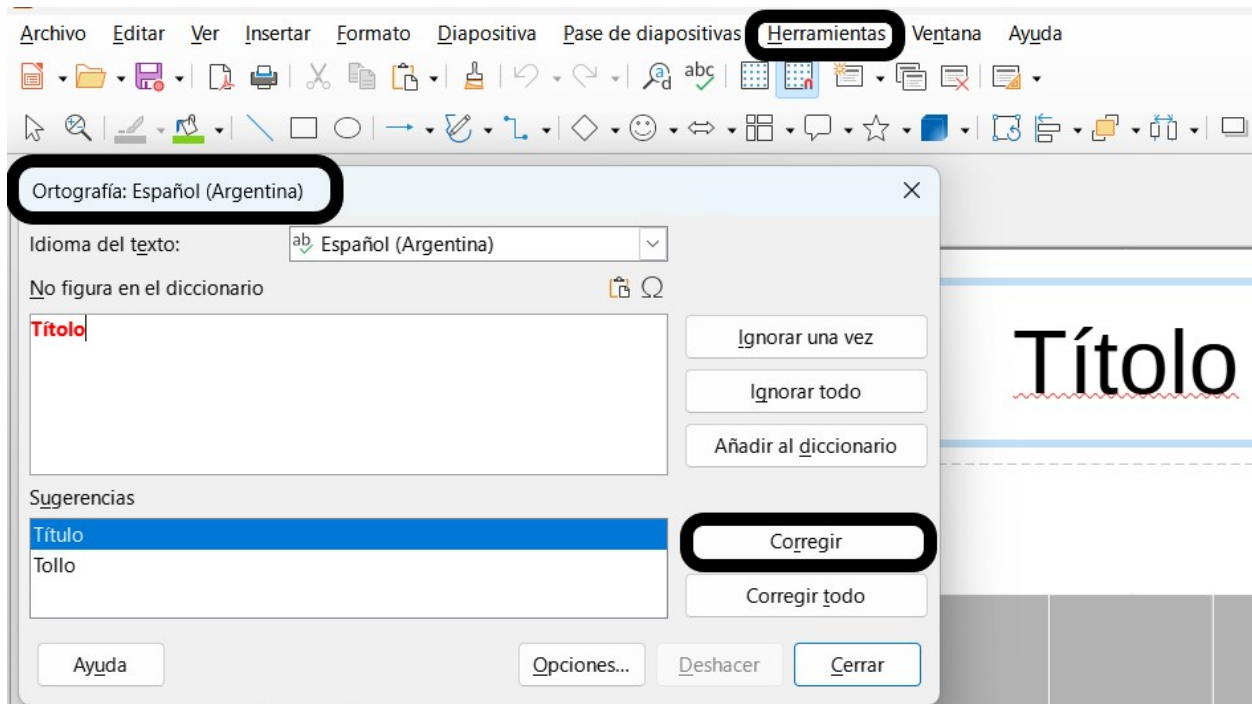 Archivo Editar Ver Insertar Formato Diapositiva Pase de diapositivas Herramientas Ventana Ayuda
Ortografía: Español (Argentina)
Idioma del texto: Español (Argentina)
No figura en el diccionario
Títolo
Ignorar una vez
Ignorar todo
Añadir al diccionario
Sugerencias
Título
Tollo
Corregir
Corregir todo
Ayuda Opciones... Deshacer Cerrar
Títolo